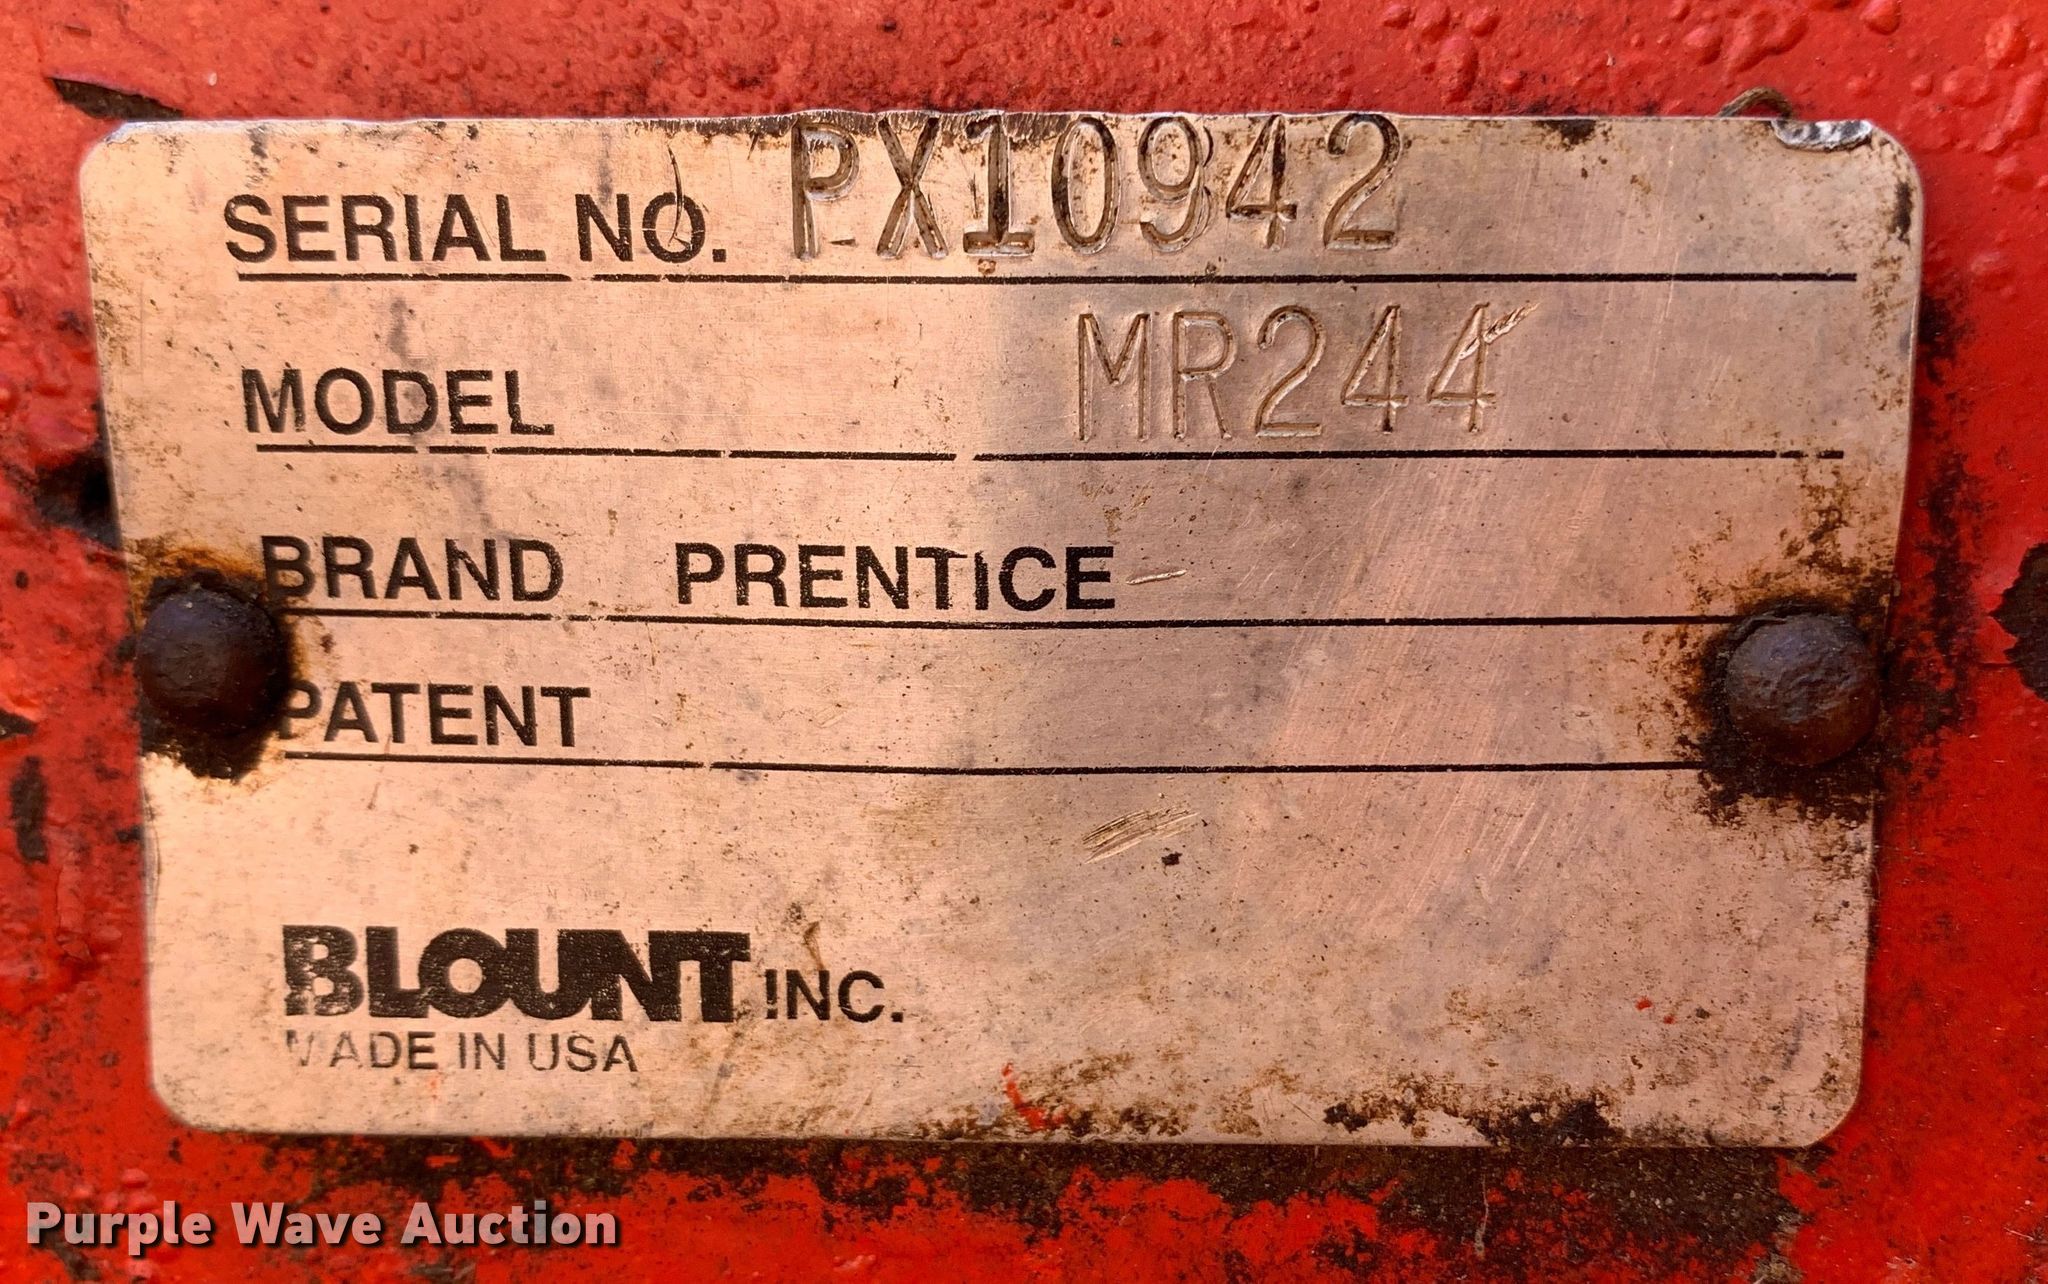 SERIAL NO. PX10942
MODEL MR244
BRAND PRENTICE
PATENT
BLOUNT INC.
MADE IN USA
Purple Wave Auction